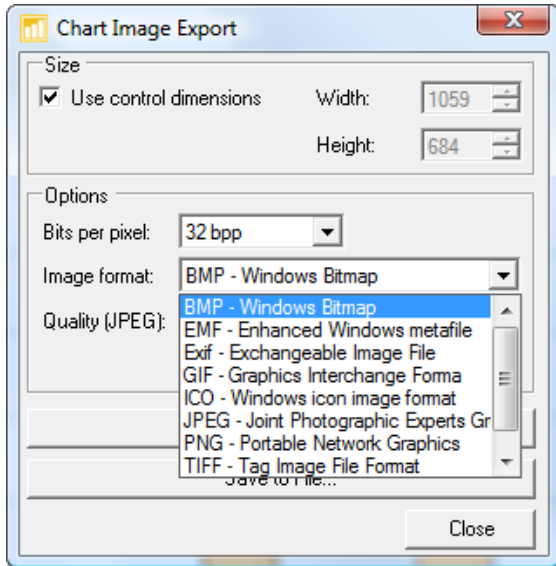 Chart Image Export
Size
Use control dimensions
Width:
1059
Height:
684
Options
Bits per pixel:
32 bpp
Image format:
BMP - Windows Bitmap
Quality (JPEG):
BMP - Windows Bitmap
EMF - Enhanced Windows metafile
Exif - Exchangeable Image File
GIF - Graphics Interchange Forma
ICO - Windows icon image format
JPEG - Joint Photographic Experts Gr
PNG - Portable Network Graphics
TIFF - Tag Image File Format
Save to File...
Close